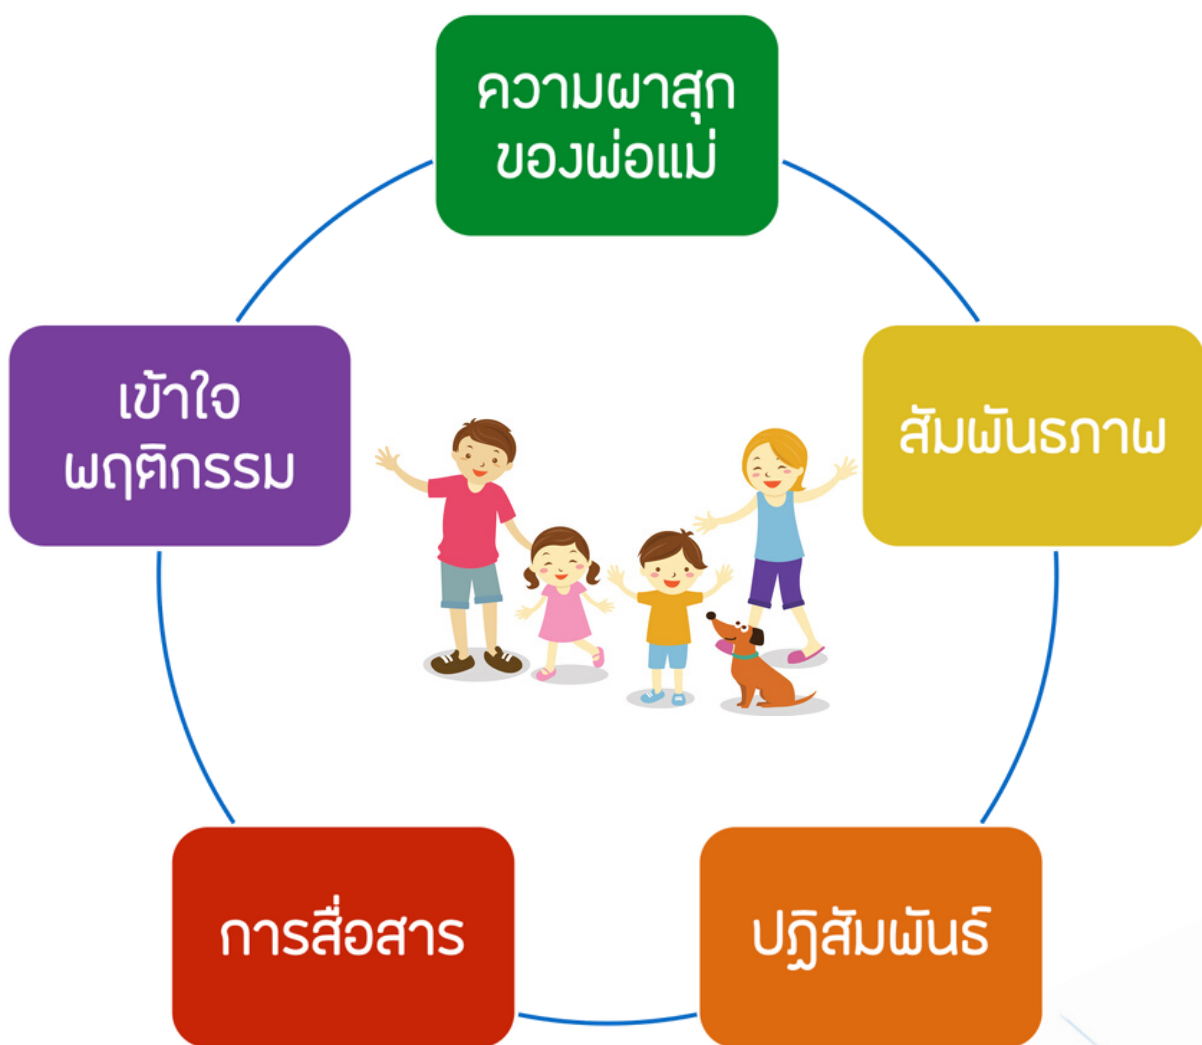 ความผาสุก
ของพ่อแม่
สัมพันธภาพ
ปฏิสัมพันธ์
การสื่อสาร
เข้าใจ
พฤติกรรม